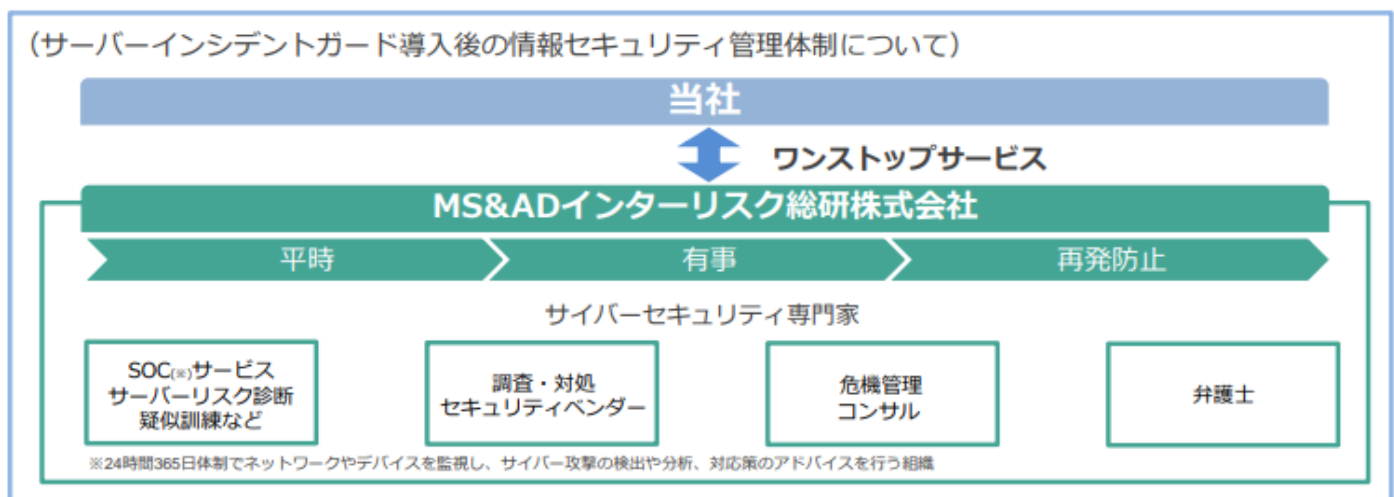 （サーバーインシデントガード導入後の情報セキュリティ管理体制について）
当社
ワンストップサービス
MS&ADインターリスク総研株式会社
平時
有事
再発防止
サイバーセキュリティ専門家
SOC(※)サービス
サーバーリスク診断
疑似訓練など
調査・対処
セキュリティベンダー
危機管理
コンサル
弁護士
※24時間365日体制でネットワークやデバイスを監視し、サイバー攻撃の検出や分析、対応策のアドバイスを行う組織